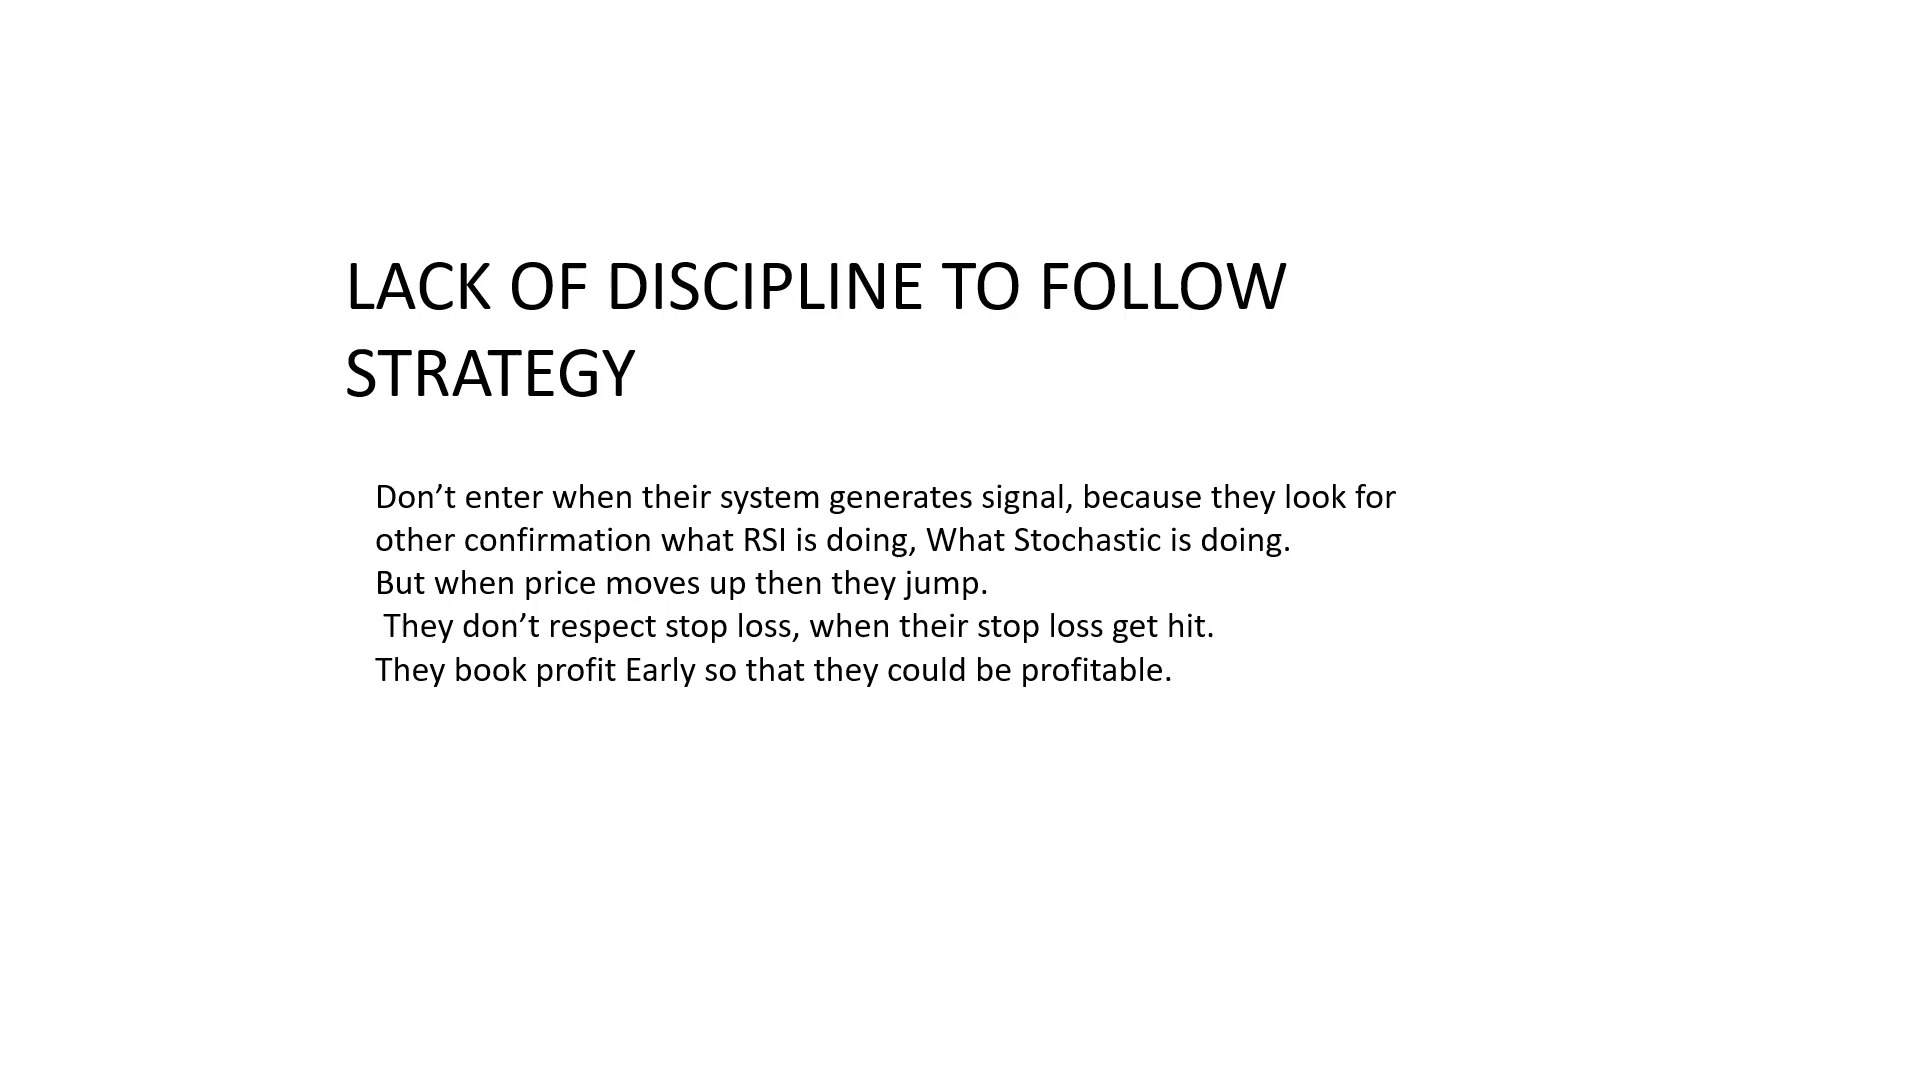 LACK OF DISCIPLINE TO FOLLOW
STRATEGY
Don’t enter when their system generates signal, because they look for
other confirmation what RSI is doing, What Stochastic is doing.
But when price moves up then they jump.
They don’t respect stop loss, when their stop loss get hit.
They book profit Early so that they could be profitable.